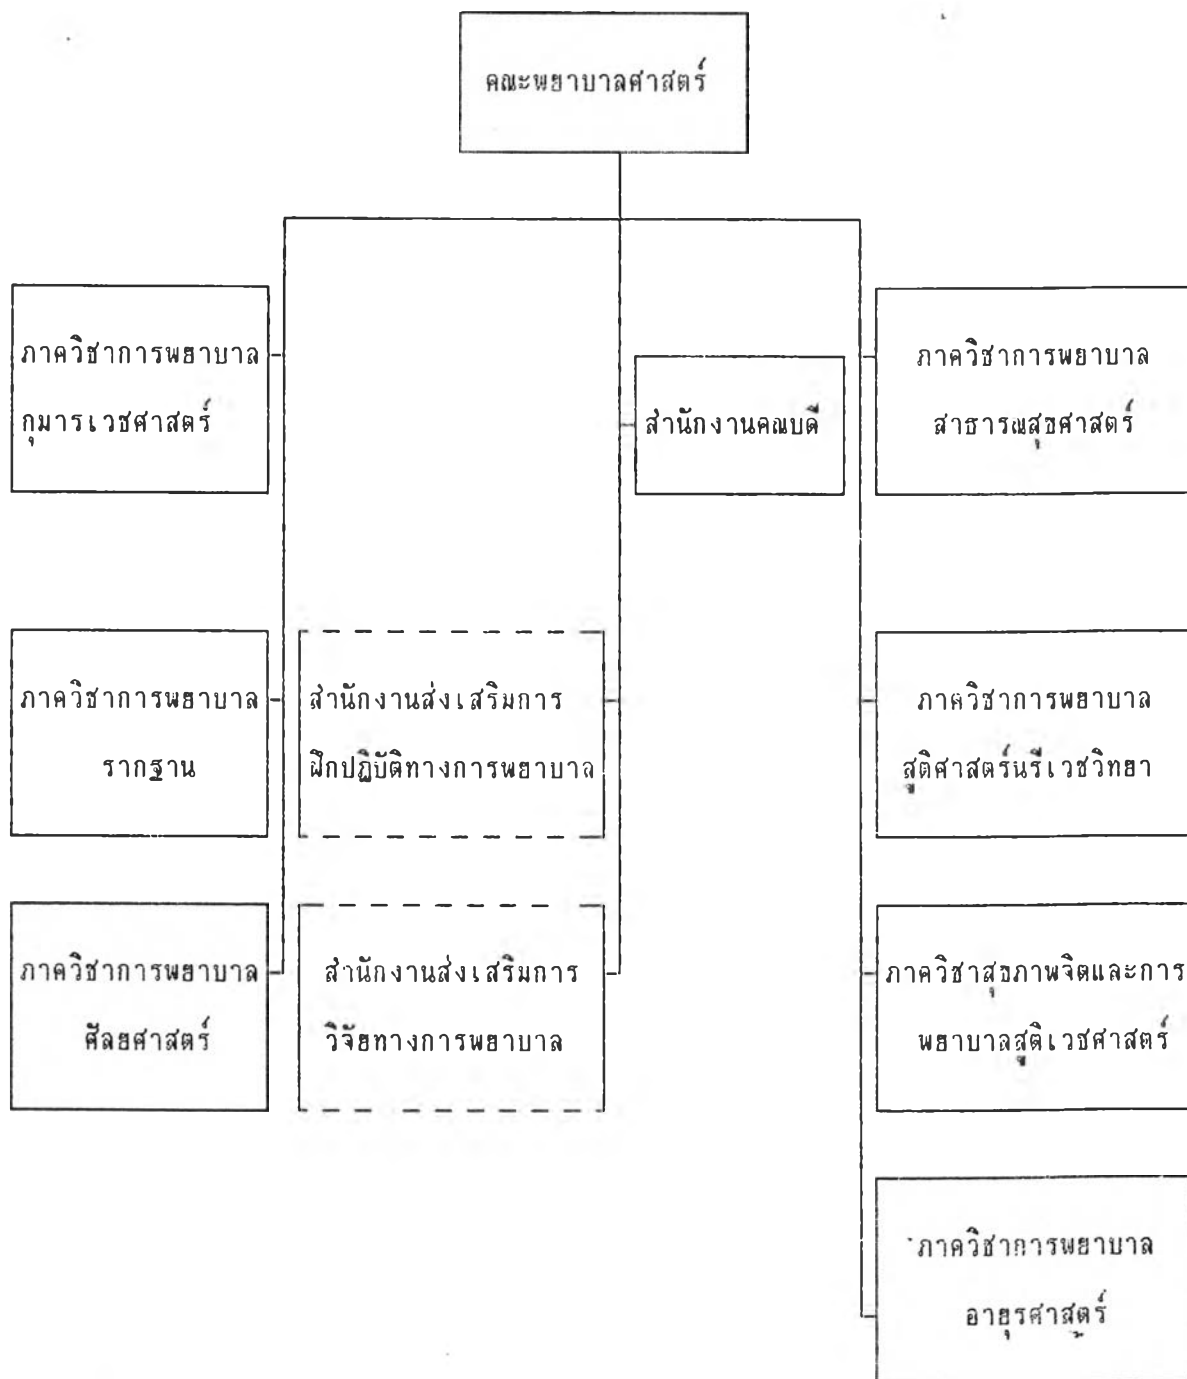 คณะพยาบาลศาสตร์
ภาควิชาการพยาบาล
กุมารเวชศาสตร์
สำนักงานคณบดี
ภาควิชาการพยาบาล
สาธารณสุขศาสตร์
ภาควิชาการพยาบาล
รากฐาน
สำนักงานส่งเสริมการ
ฝึกปฏิบัติทางการพยาบาล
ภาควิชาการพยาบาล
สูติศาสตร์นรีเวชวิทยา
ภาควิชาการพยาบาล
ศัลยศาสตร์
สำนักงานส่งเสริมการ
วิจัยทางการพยาบาล
ภาควิชาสุขภาพจิตและการ
พยาบาลสูติเวชศาสตร์
ภาควิชาการพยาบาล
อายุรศาสตร์